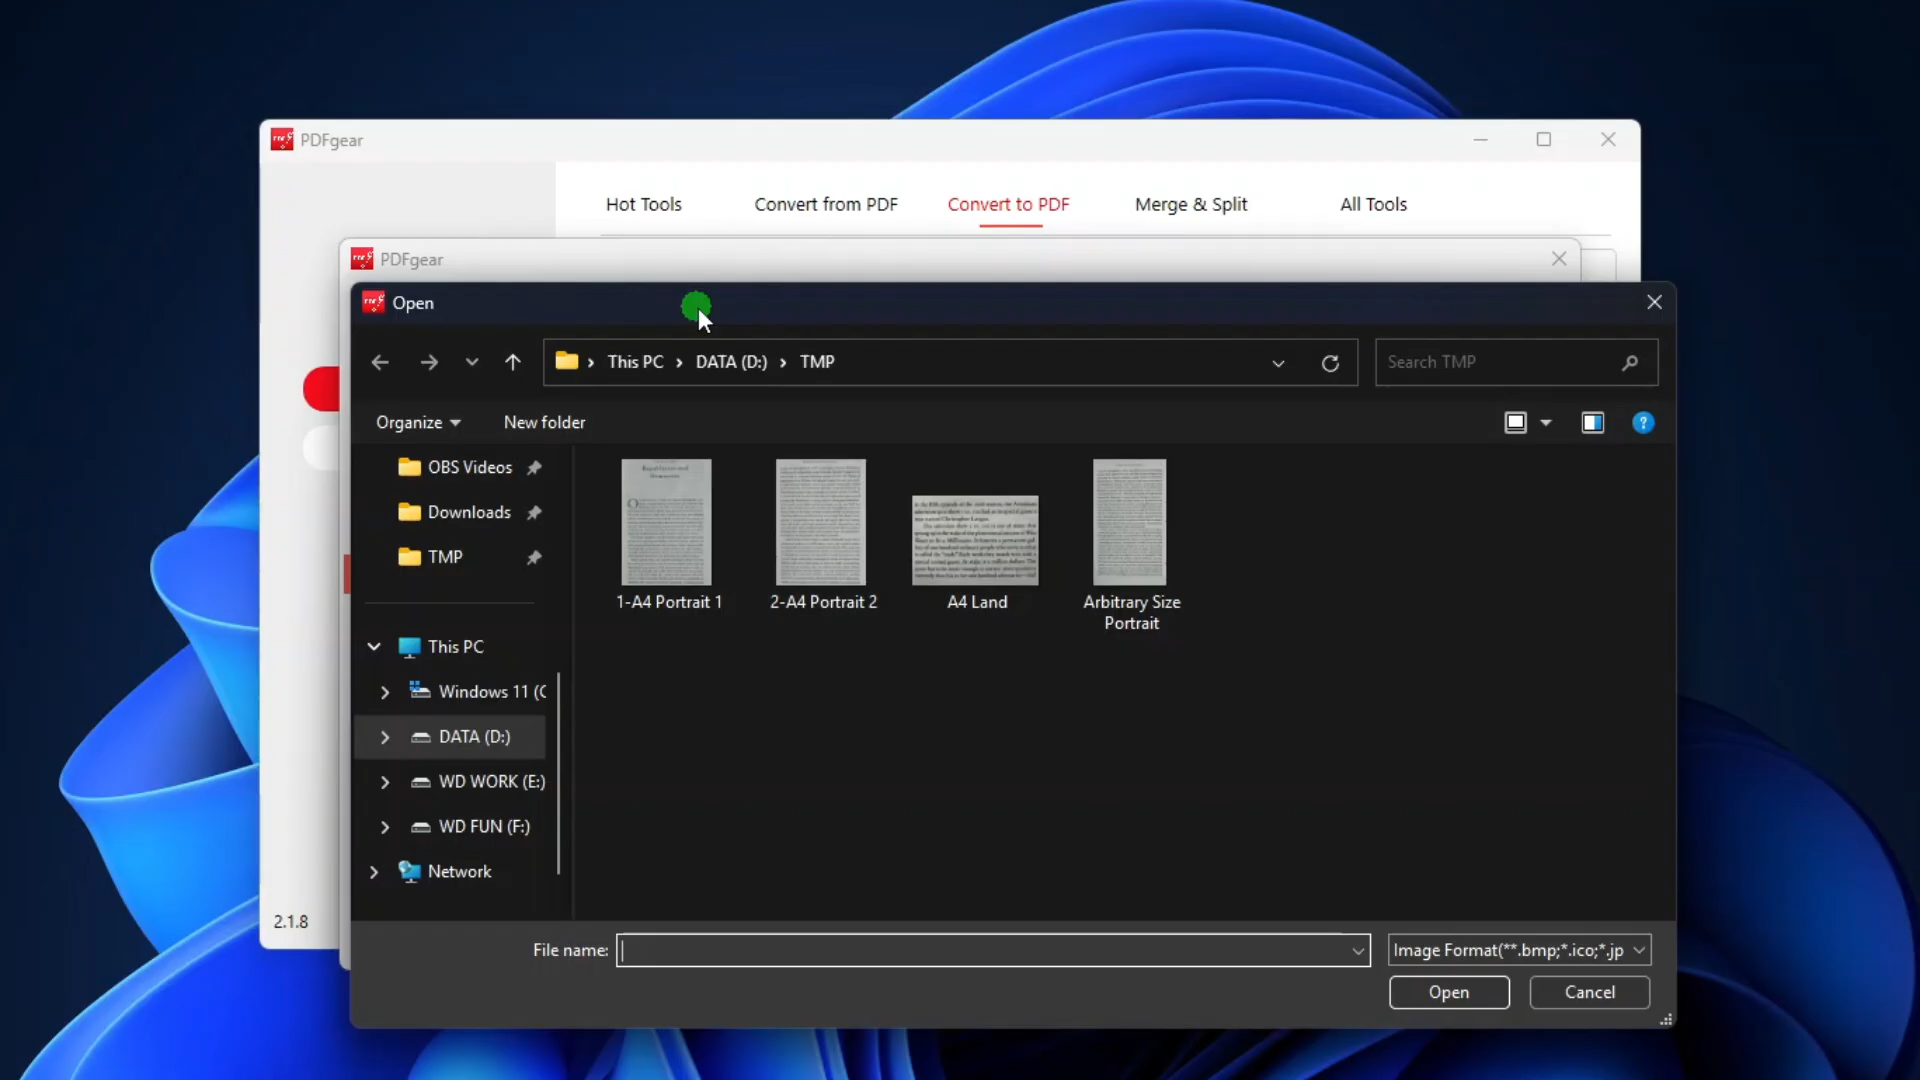 PDFgear
Hot Tools
Convert from PDF
Convert to PDF
Merge & Split
All Tools
PDFgear
Open
This PC
DATA (D:)
TMP
Search TMP
Organize
New folder
OBS Videos
Downloads
TMP
This PC
Windows 11 (C
DATA (D:)
WD WORK (E:)
WD FUN (F:)
Network
1-A4 Portrait 1
2-A4 Portrait 2
A4 Land
Arbitrary Size
Portrait
2.1.8
File name:
Image Format(**.bmp;*.ico;*.jp
Open
Cancel